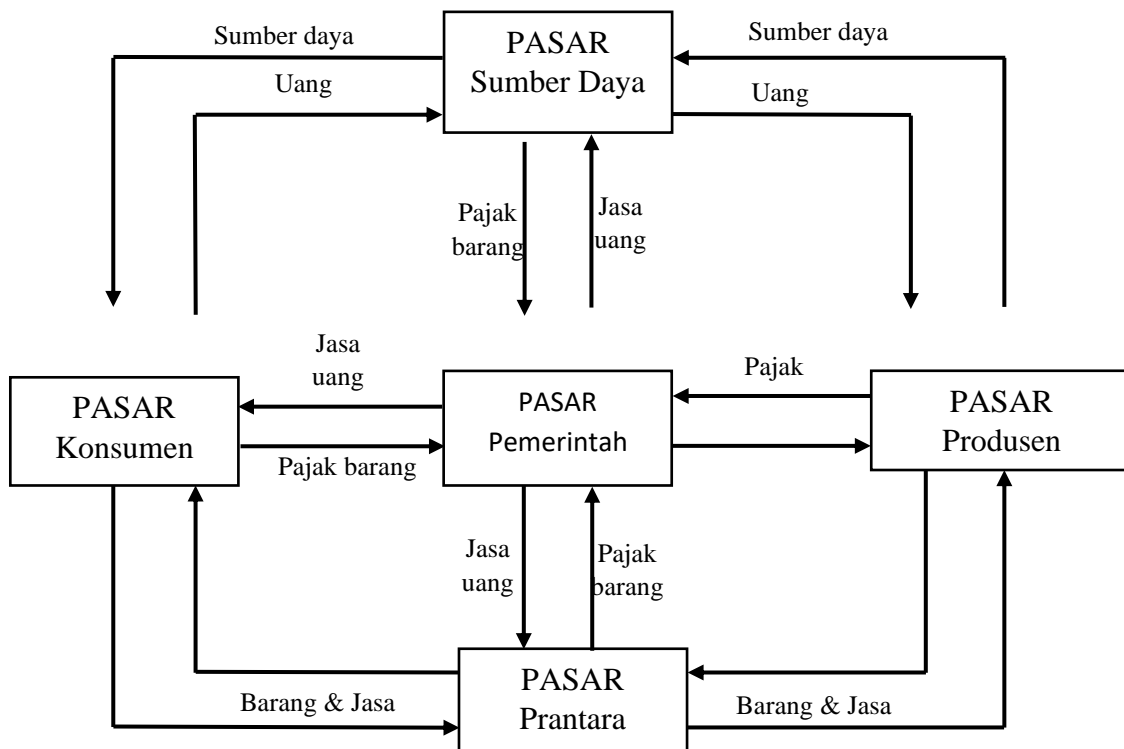 Sumber daya
PASAR
Sumber Daya
Sumber daya
Uang
Uang
Pajak
barang
Jasa
uang
Jasa
uang
Pajak
PASAR
Konsumen
PASAR
Pemerintah
PASAR
Produsen
Pajak barang
Jasa
uang
Pajak
barang
PASAR
Prantara
Barang & Jasa
Barang & Jasa